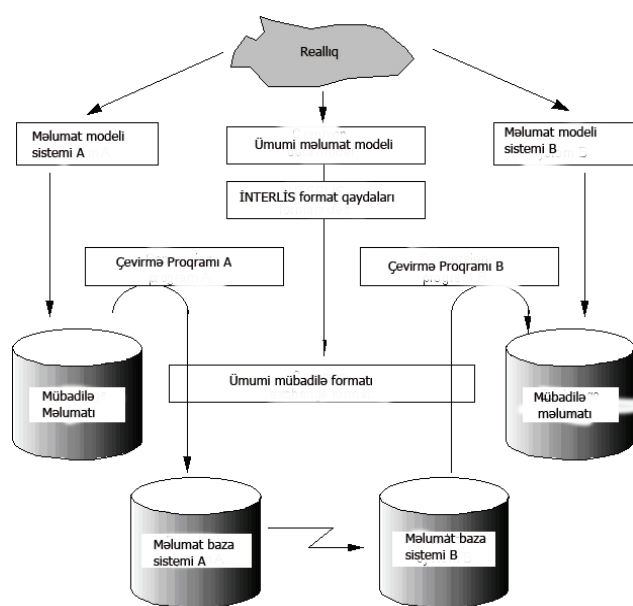 Reallıq
Məlumat modeli
sistemi A
Ümumi məlumat modeli
Məlumat modeli
sistemi B
İNTERLİS format qaydaları
Çevirmə Proqramı A
Çevirmə Proqramı B
Ümumi mübadilə formatı
Mübadilə
Məlumatı
Mübadilə
məlumatı
Məlumat baza
sistemi A
Məlumat baza
sistemi B